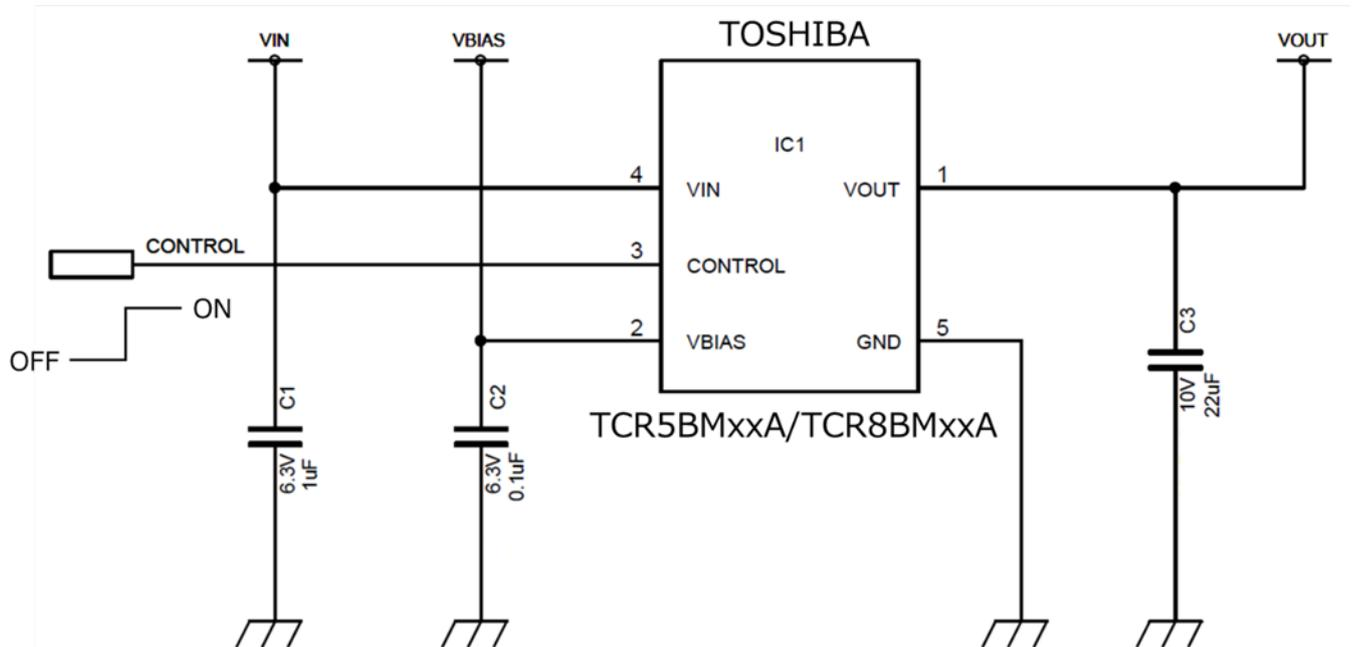 TOSHIBA
VIN
VBIAS
VOUT
IC1
4
VIN
VOUT
1
CONTROL
3
CONTROL
ON
OFF
2
VBIAS
GND
5
C3
10V
22uF
C1
6.3V
1uF
C2
6.3V
0.1uF
TCR5BMxxA/TCR8BMxxA